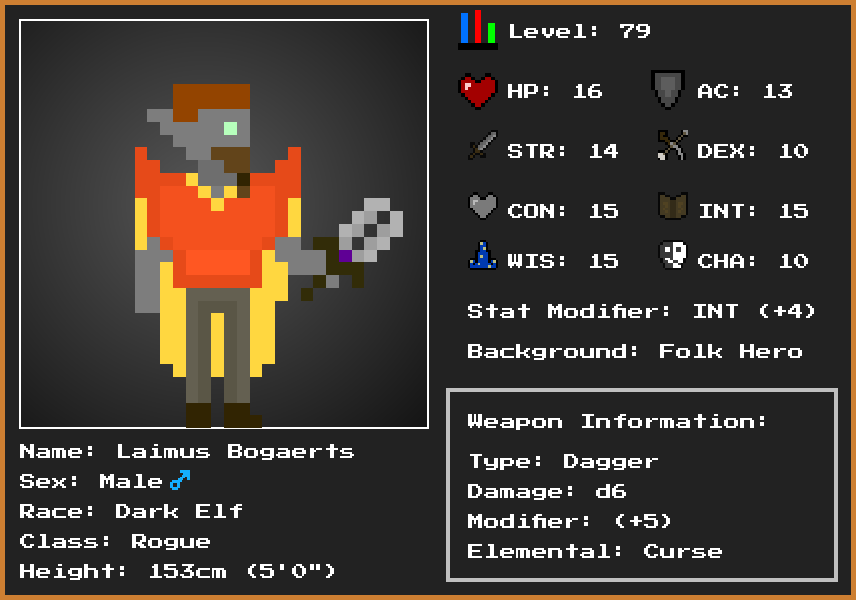 Level: 79
HP: 16 AC: 13
STR: 14 DEX: 10
CON: 15 INT: 15
WIS: 15 CHA: 10
Stat Modifier: INT (+4)
Background: Folk Hero
Weapon Information:
Type: Dagger
Damage: d6
Modifier: (+5)
Elemental: Curse
Name: Laimus Bogaerts
Sex: Male♂
Race: Dark Elf
Class: Rogue
Height: 153cm (5'0")